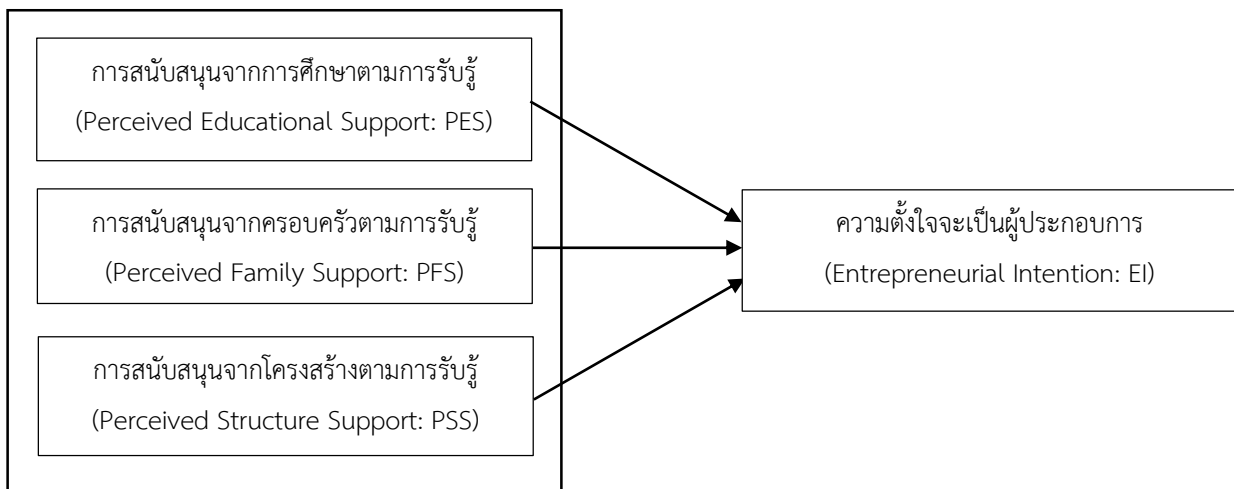 การสนับสนุนจากการศึกษาตามการรับรู้
(Perceived Educational Support: PES)
การสนับสนุนจากครอบครัวตามการรับรู้
(Perceived Family Support: PFS)
การสนับสนุนจากโครงสร้างตามการรับรู้
(Perceived Structure Support: PSS)
ความตั้งใจจะเป็นผู้ประกอบการ
(Entrepreneurial Intention: EI)